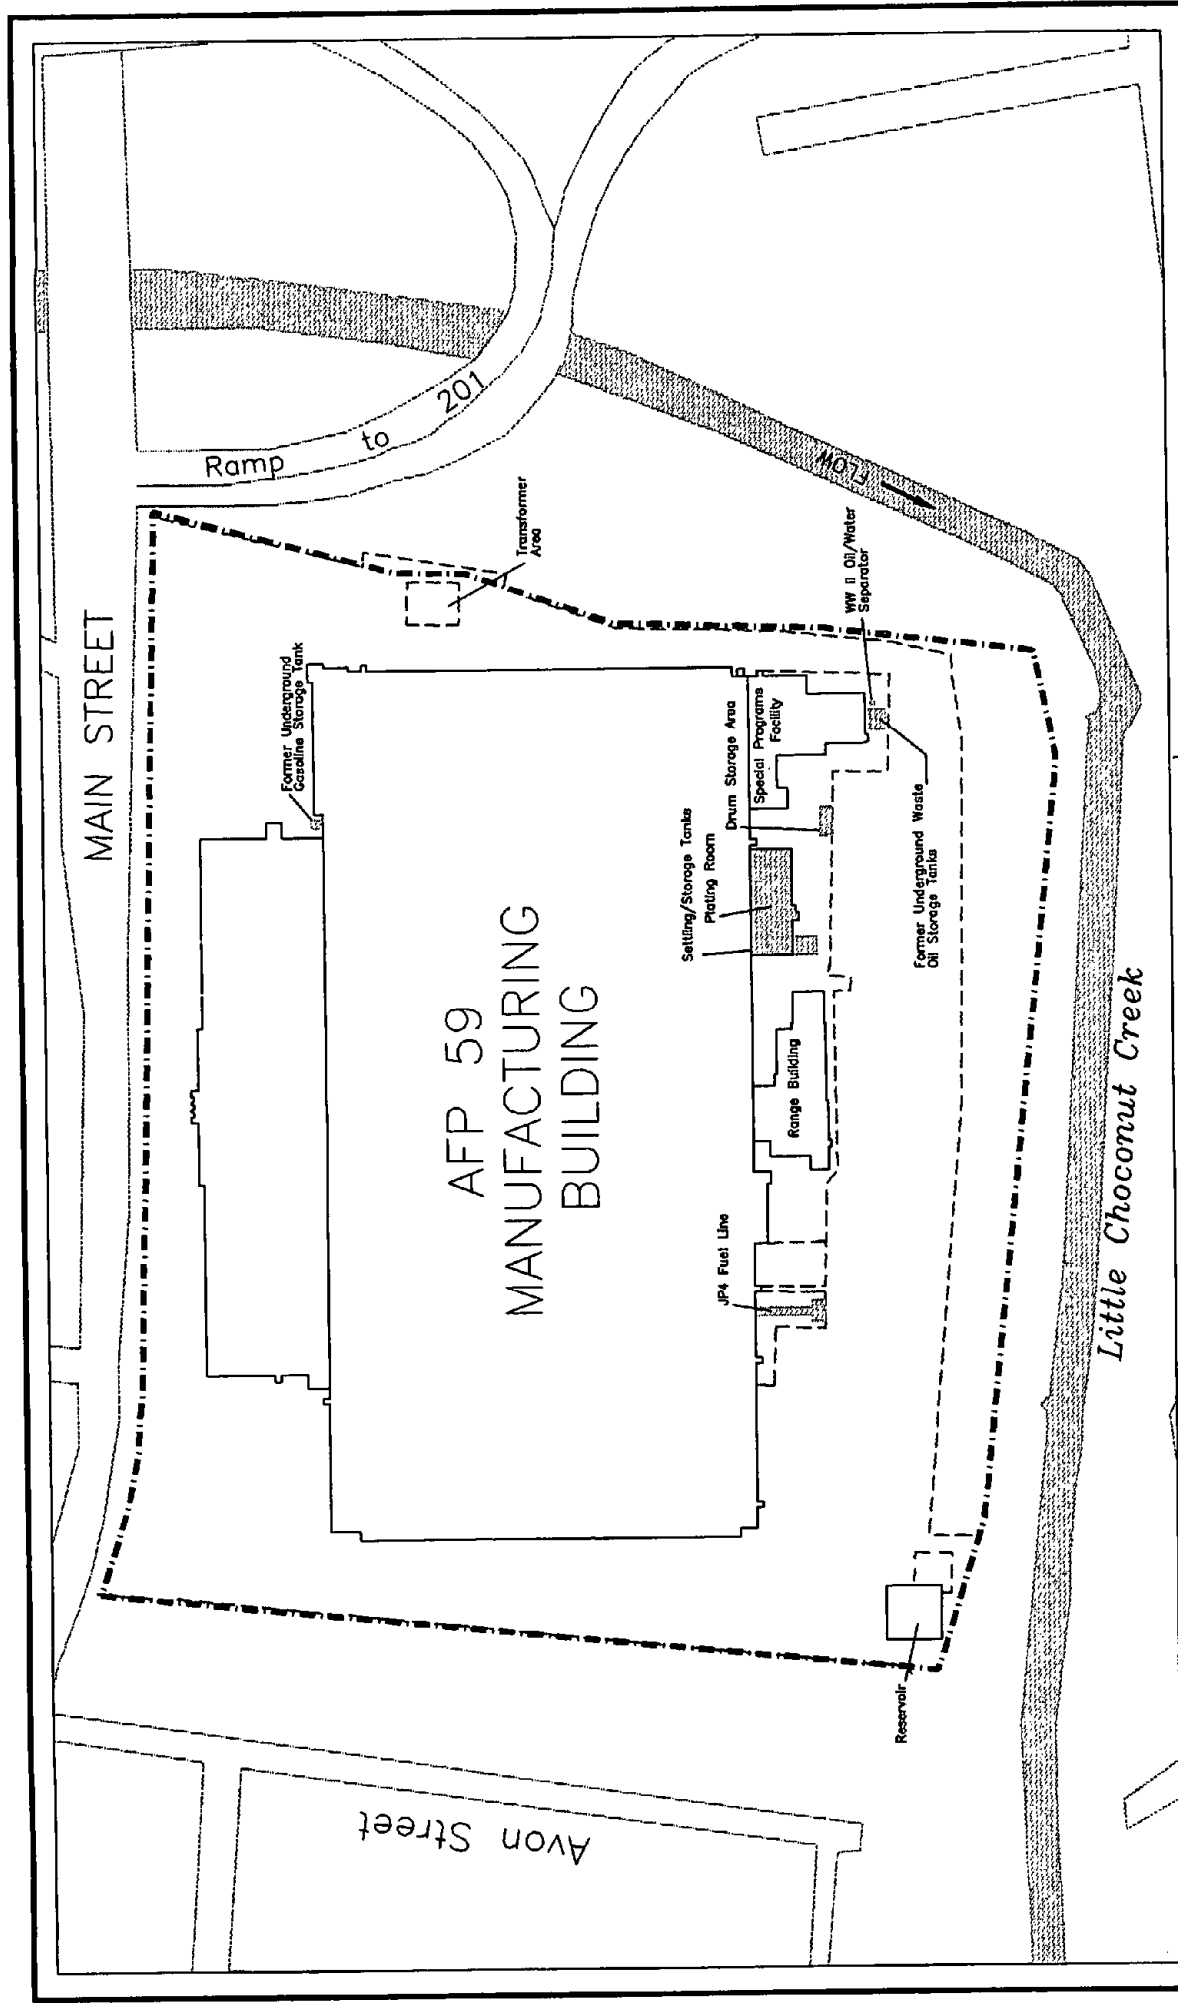 MAIN STREET
Ramp to 201
FLOW
Transformer
Area
WW II Oil/Water
Separator
Former Underground
Gasoline Storage Tank
Drum Storage Area
Special Programs
Facility
Settling/Storage Tanks
Plating Room
Former Underground Waste
Oil Storage Tanks
AFP 59
MANUFACTURING
BUILDING
Range Building
JP4 Fuel Line
Little Choconut Creek
Reservoir
Avon Street